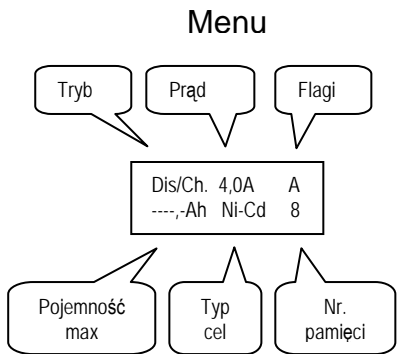 Menu
Tryb
Prąd
Flagi
Dis/Ch. 4,0A A
----,-Ah Ni-Cd 8
Pojemność
max
Typ
cel
Nr.
pamięci